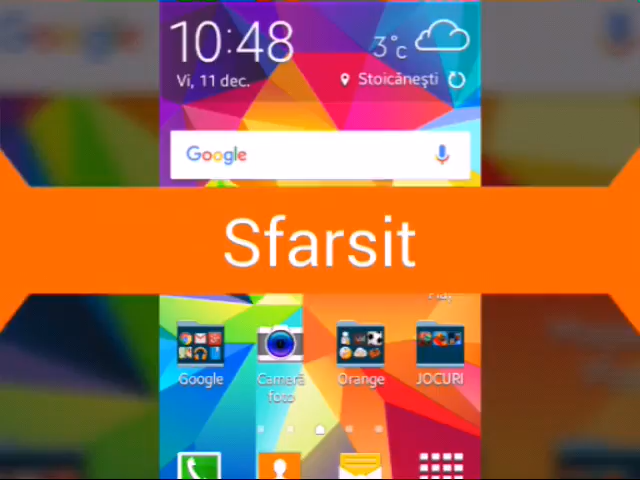 10:48
3°c
Vi, 11 dec.
Stoicănești
Google
Sfarsit
Google
Cameră foto
Orange
JOCURI